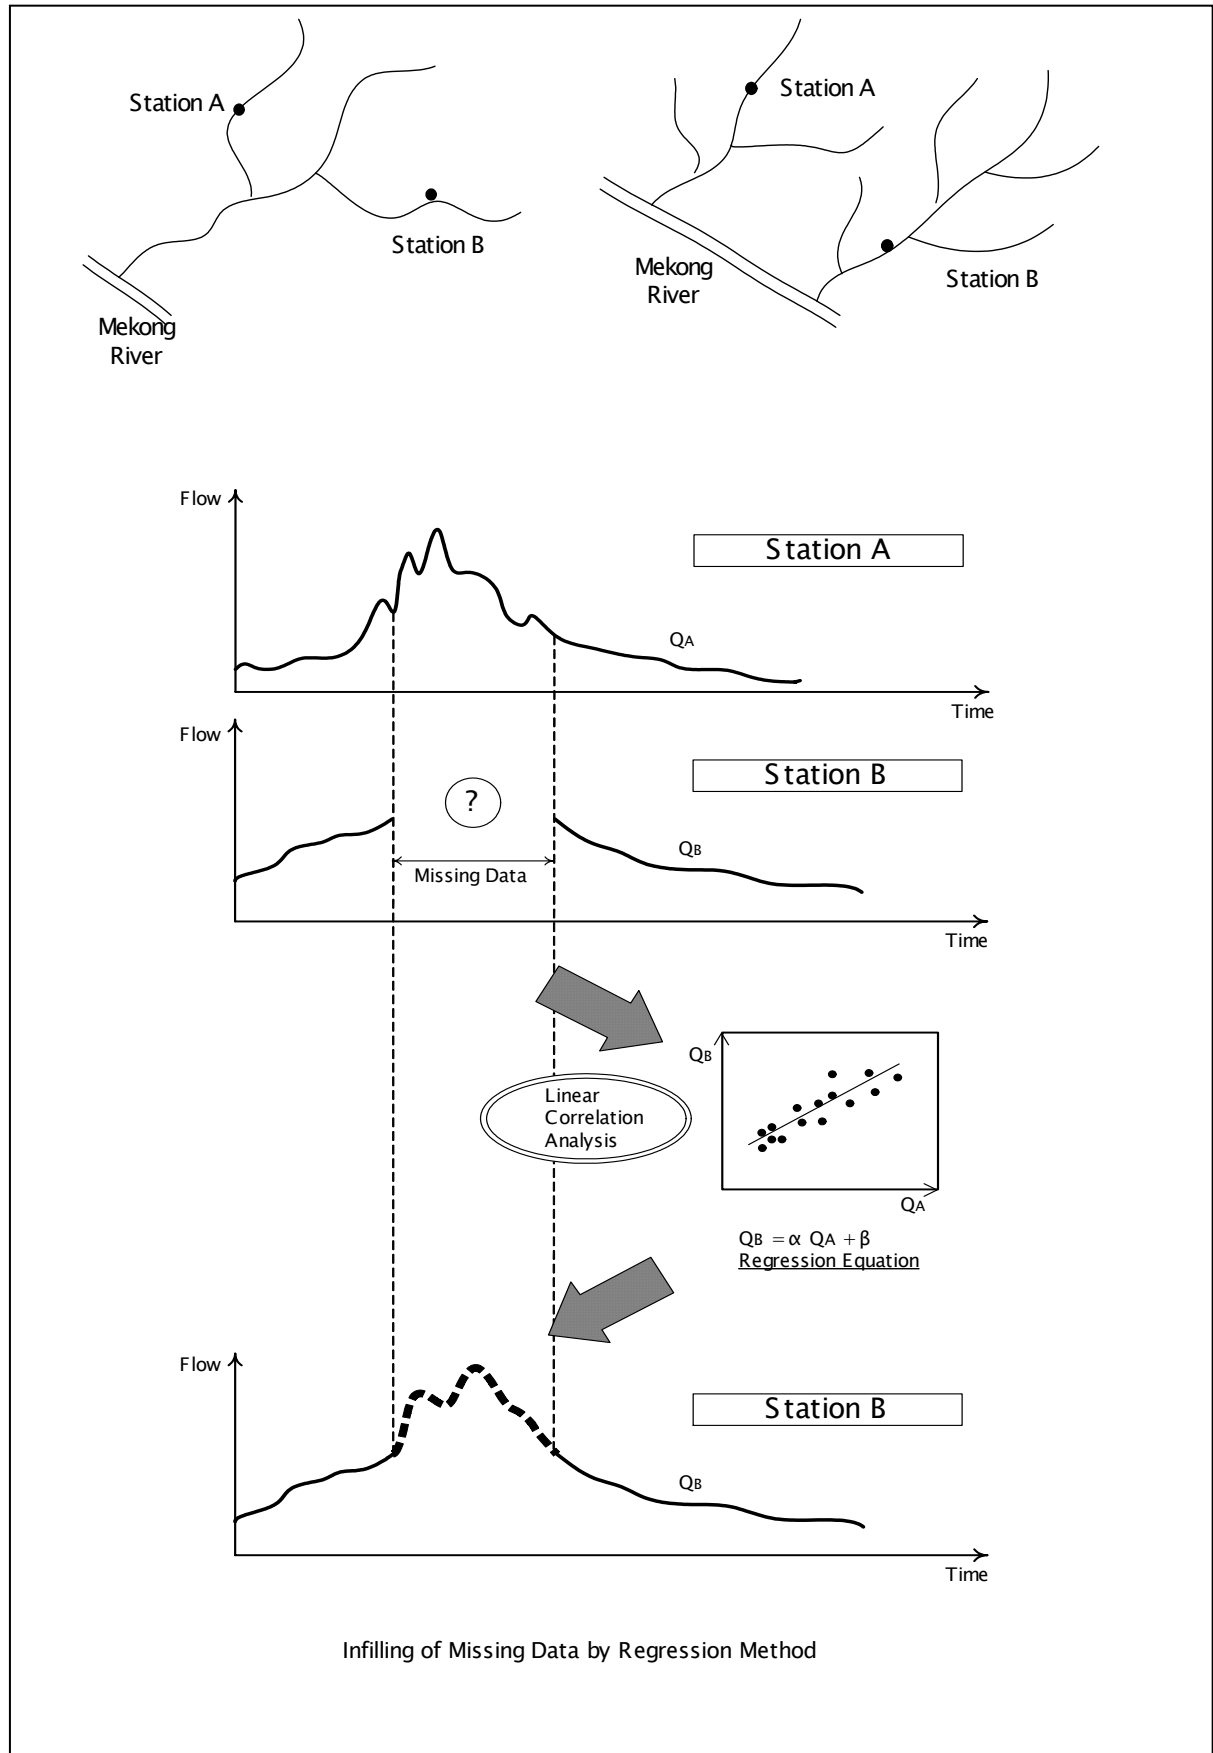 Station A
Station B
Mekong
River
Station A
Mekong
River
Station B
Flow
Station A
QA
Time
Flow
Station B
?
QB
Missing Data
Time
QB
Linear
Correlation
Analysis
QA
QB = α QA + β
Regression Equation
Flow
Station B
QB
Time
Infilling of Missing Data by Regression Method